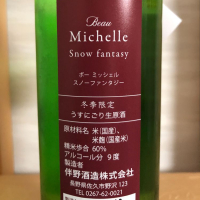 Beau
Michelle
Snow fantasy
ボー ミッシェル
スノーファンタジー
冬季限定
うすにごり生原酒
原材料名 米(国産)、
米麹(国産米)
精米歩合 60%
アルコール分 9度
製造者
伴野酒造株式会社
長野県佐久市野沢 123
TEL 0267-62-0021